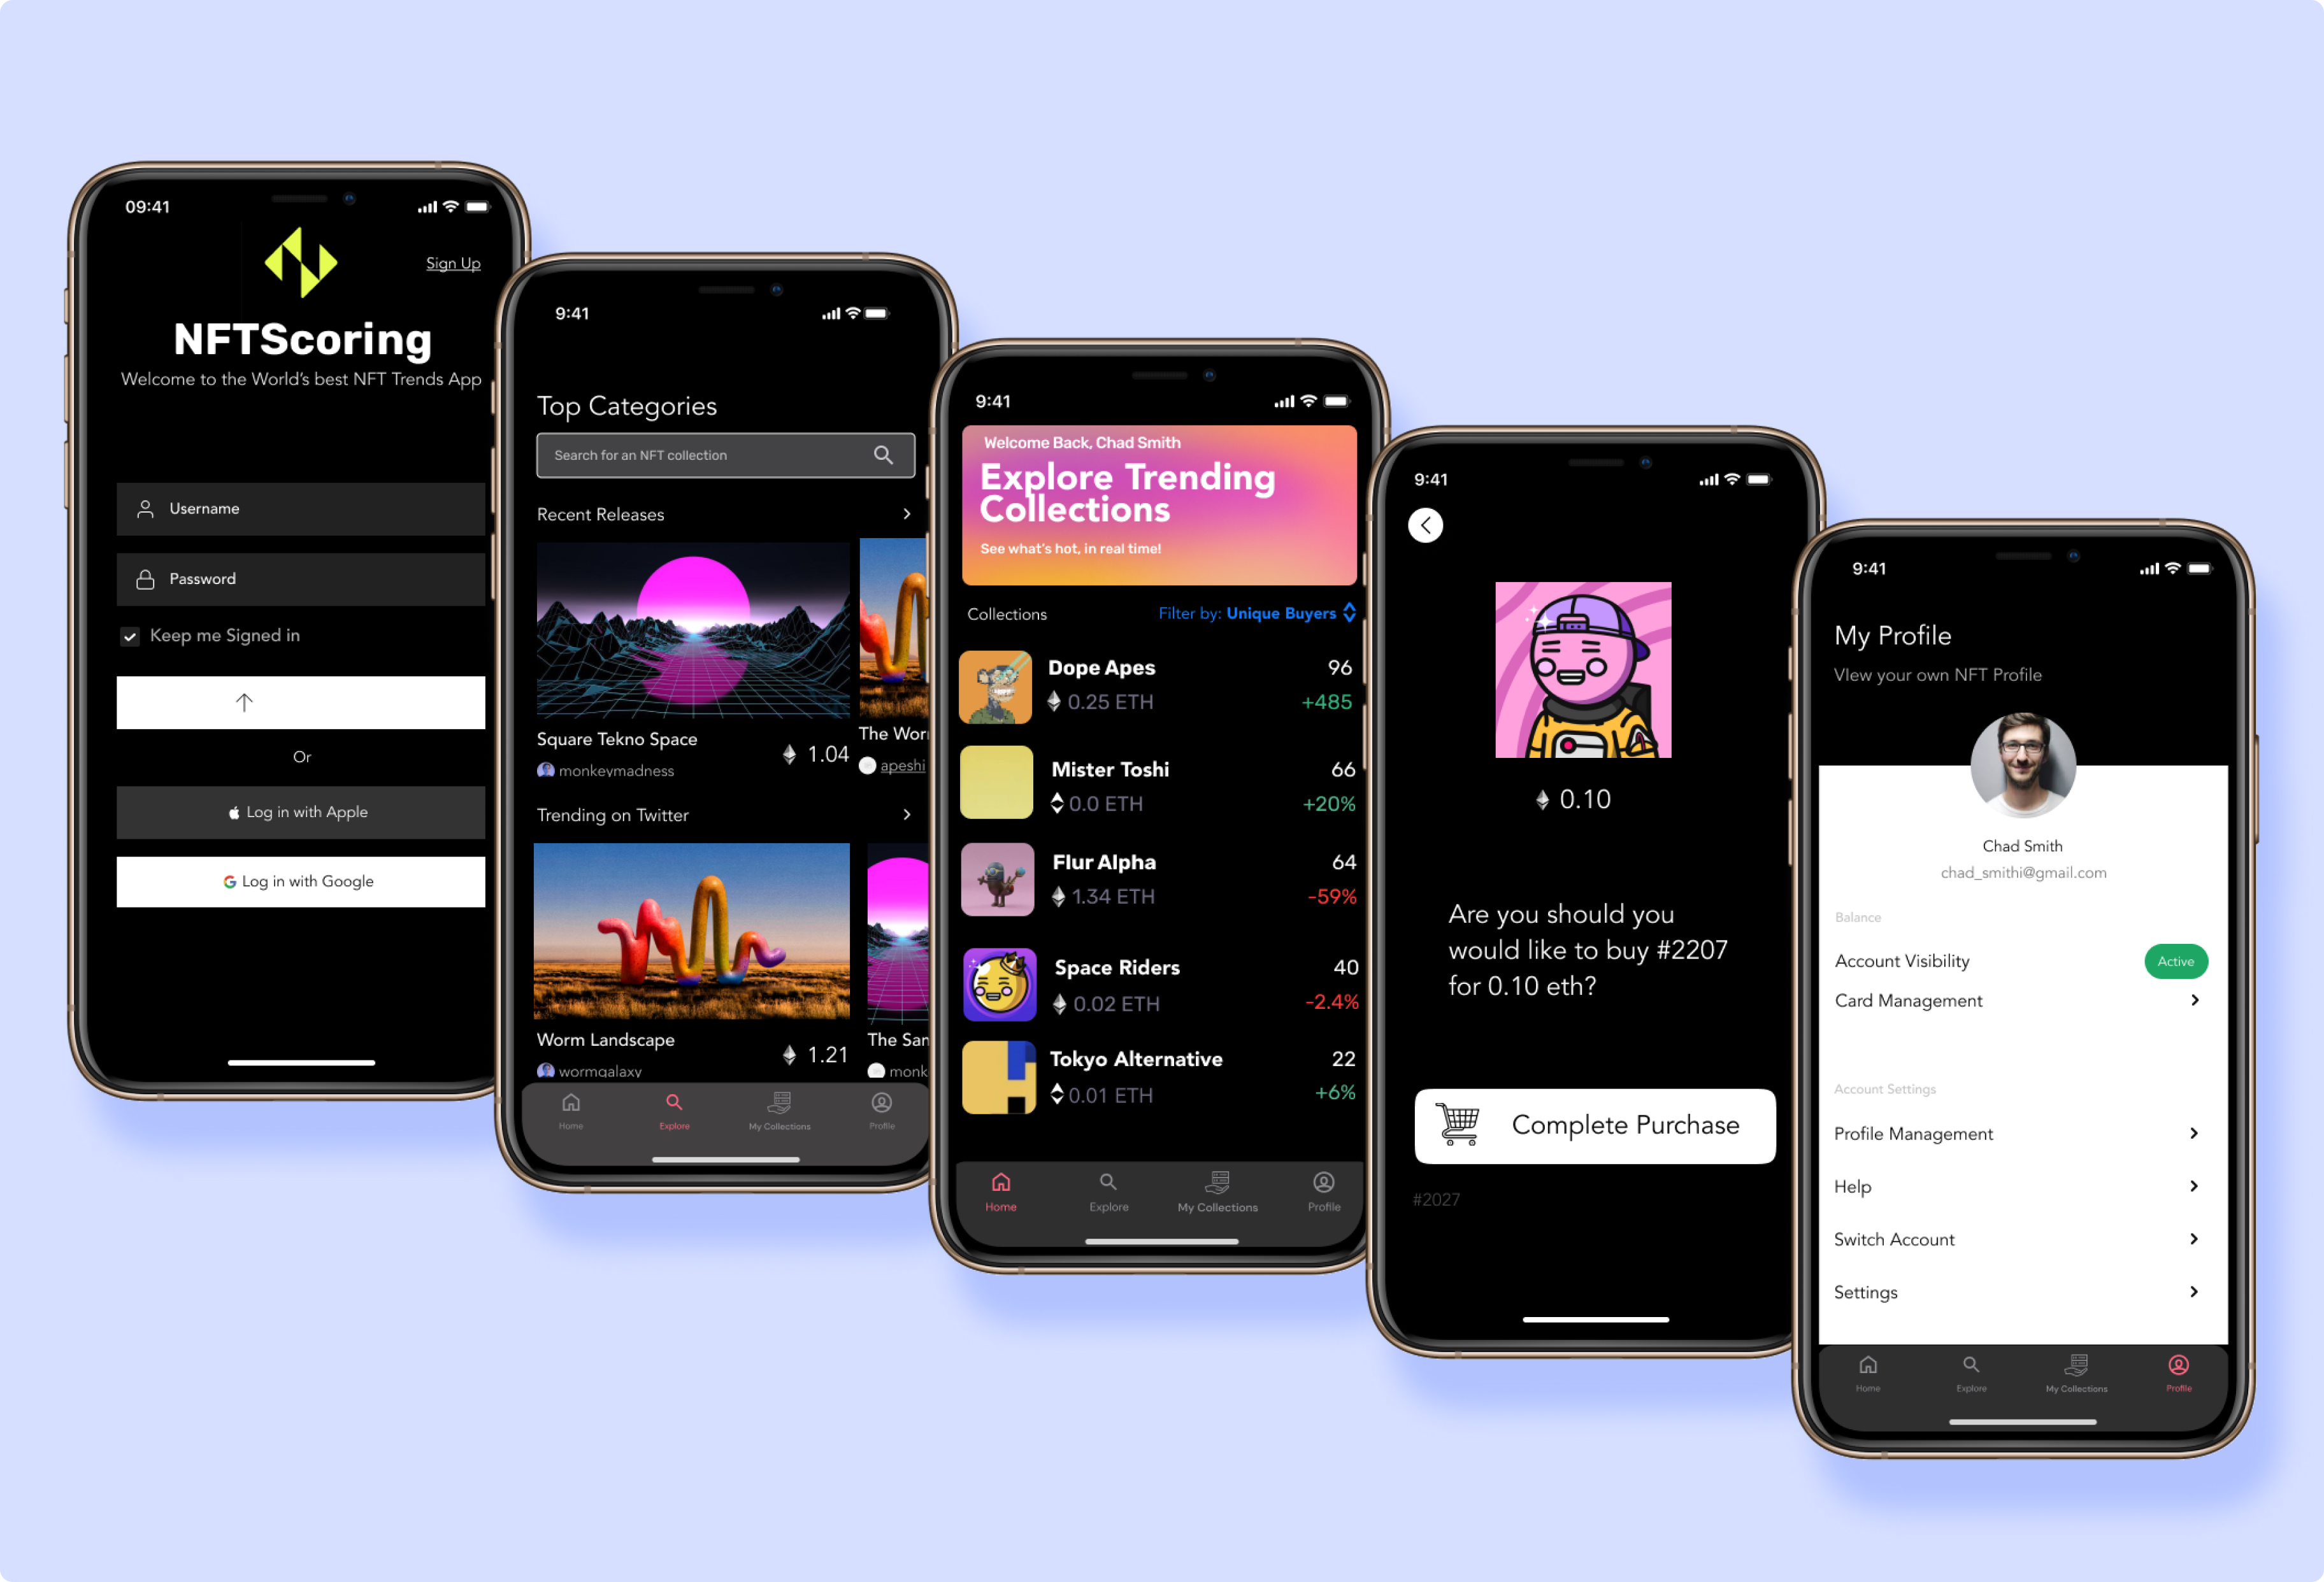 09:41
Sign Up
NFTScoring
Welcome to the World's best NFT Trends App
Username
Password
Keep me Signed in
Or
Log in with Apple
Log in with Google
9:41
Top Categories
Search for an NFT collection
Recent Releases
Square Tekno Space
1.04
monkeymadness
The Wor
apeshi
Trending on Twitter
Worm Landscape
1.21
wormgalaxy
The San
monk
Home
Explore
My Collections
Profile
9:41
Welcome Back, Chad Smith
Explore Trending
Collections
See what's hot, in real time!
Collections
Filter by: Unique Buyers
Dope Apes
96
0.25 ETH
+485
Mister Toshi
66
0.0 ETH
+20%
Flur Alpha
64
1.34 ETH
-59%
Space Riders
40
0.02 ETH
-2.4%
Tokyo Alternative
22
0.01 ETH
+6%
Home
Explore
My Collections
Profile
9:41
0.10
Are you should you
would like to buy #2207
for 0.10 eth?
Complete Purchase
#2027
9:41
My Profile
VIew your own NFT Profile
Chad Smith
chad_smithi@gmail.com
Balance
Account Visibility
Active
Card Management
Account Settings
Profile Management
Help
Switch Account
Settings
Home
Explore
My Collections
Profile